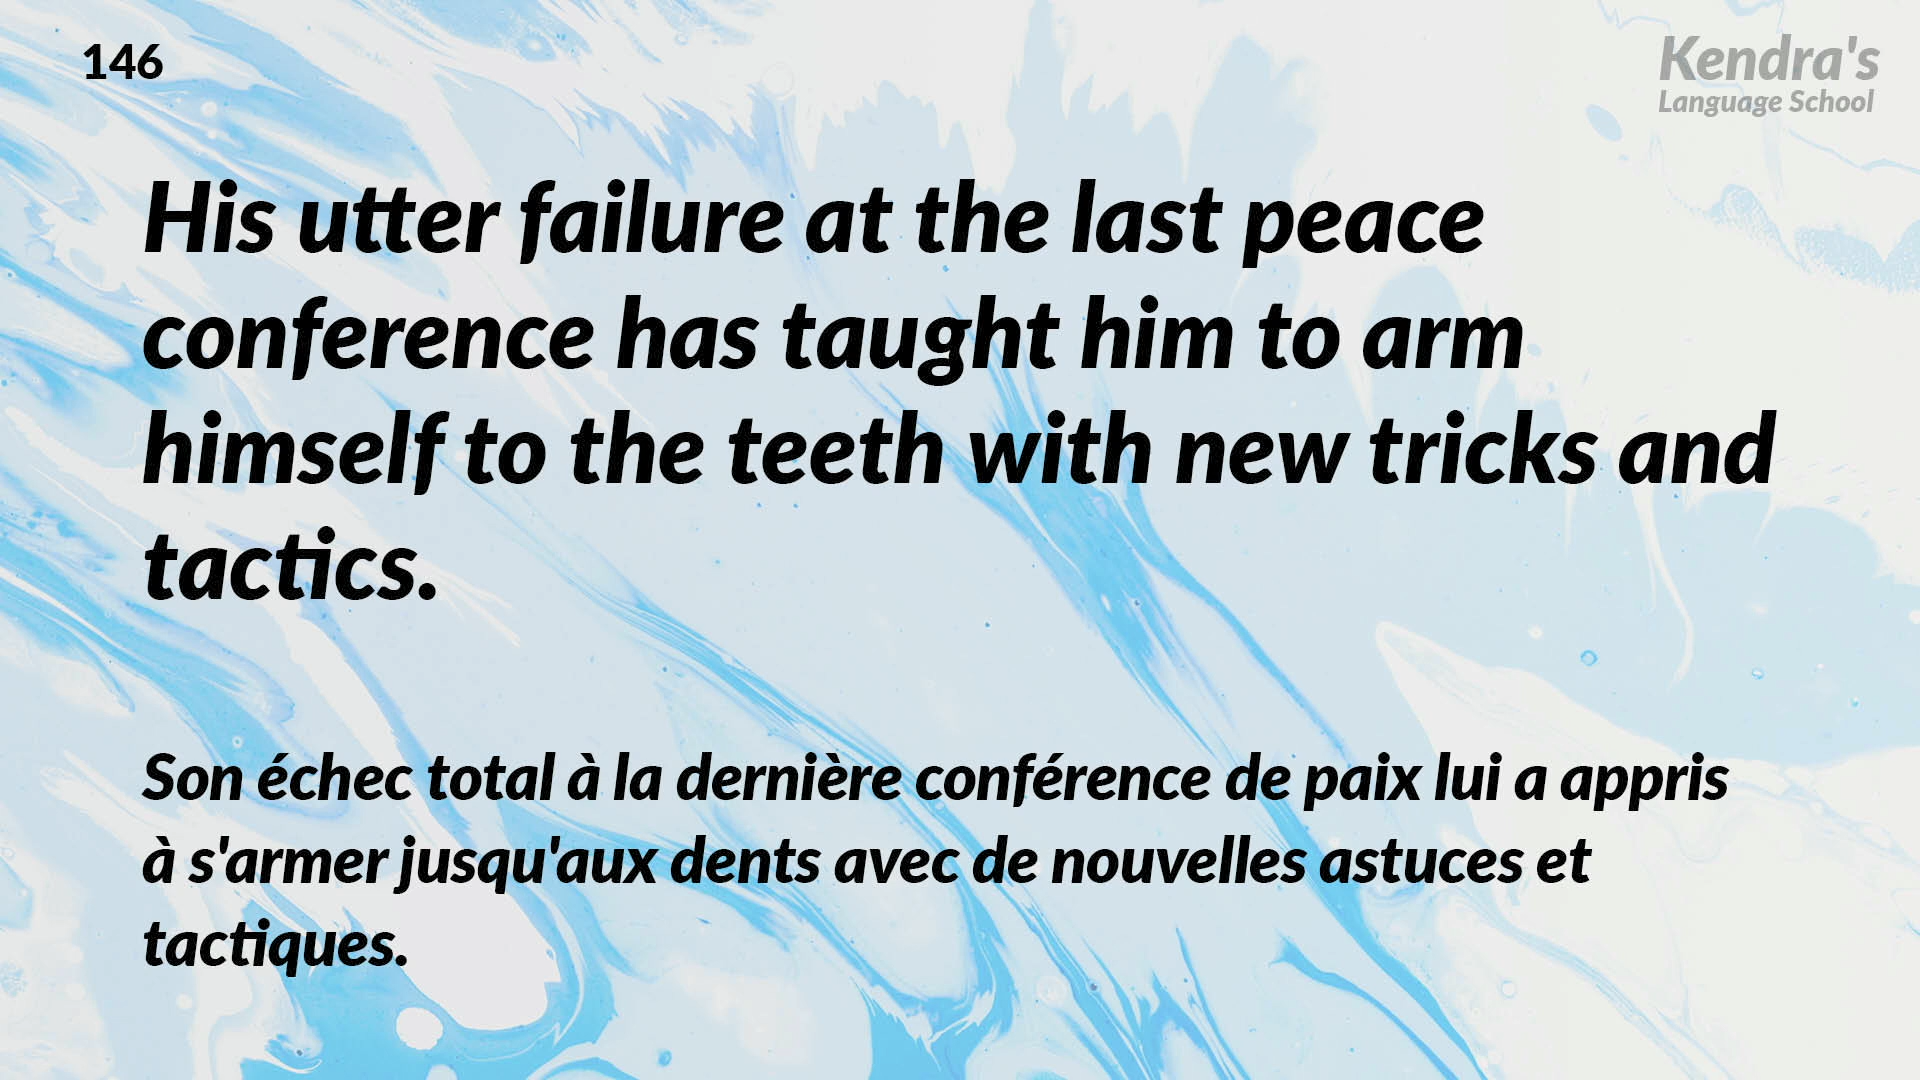 146
Kendra's
Language School
His utter failure at the last peace
conference has taught him to arm
himself to the teeth with new tricks and
tactics.
Son échec total à la dernière conférence de paix lui a appris
à s'armer jusqu'aux dents avec de nouvelles astuces et
tactiques.